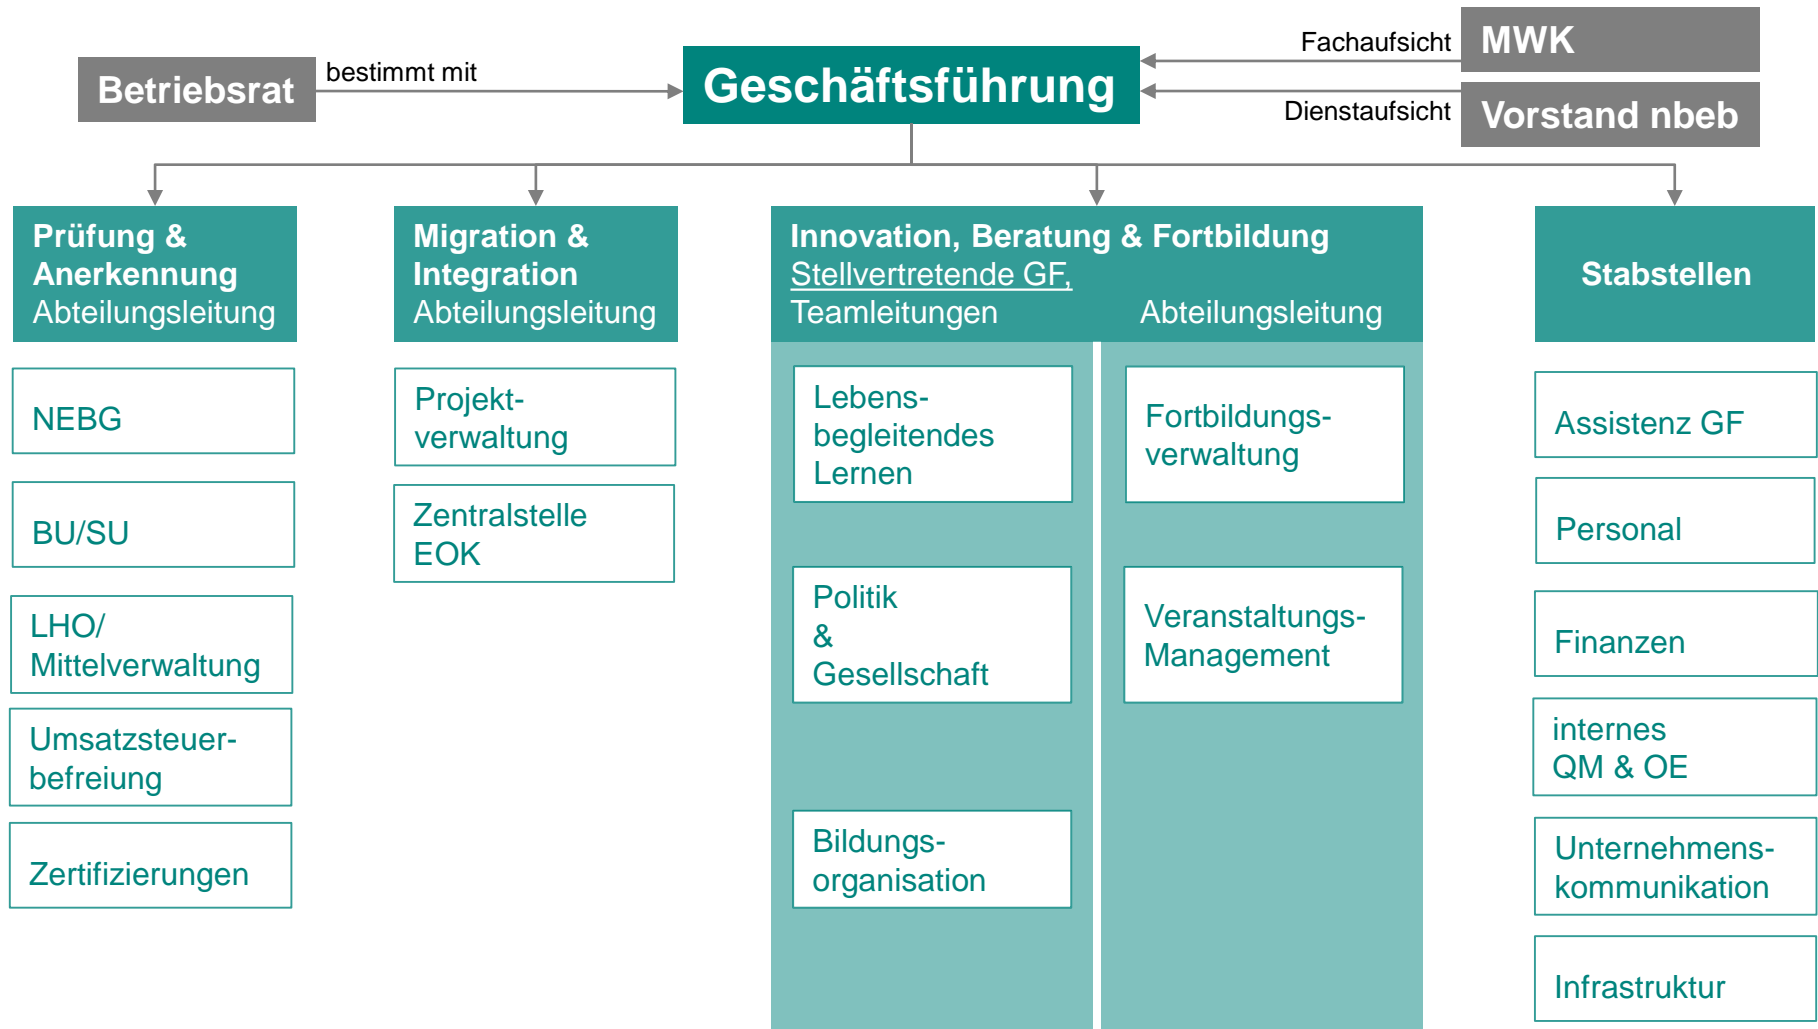 Betriebsrat
bestimmt mit
Geschäftsführung
Fachaufsicht
MWK
Dienstaufsicht
Vorstand nbeb
Prüfung &
Anerkennung
Abteilungsleitung
NEBG
BU/SU
LHO/
Mittelverwaltung
Umsatzsteuer-
befreiung
Zertifizierungen
Migration &
Integration
Abteilungsleitung
Projekt-
verwaltung
Zentralstelle
EOK
Innovation, Beratung & Fortbildung
Stellvertretende GF,
Teamleitungen
Abteilungsleitung
Lebens-
begleitendes
Lernen
Politik
&
Gesellschaft
Bildungs-
organisation
Fortbildungs-
verwaltung
Veranstaltungs-
Management
Stabstellen
Assistenz GF
Personal
Finanzen
internes
QM & OE
Unternehmens-
kommunikation
Infrastruktur